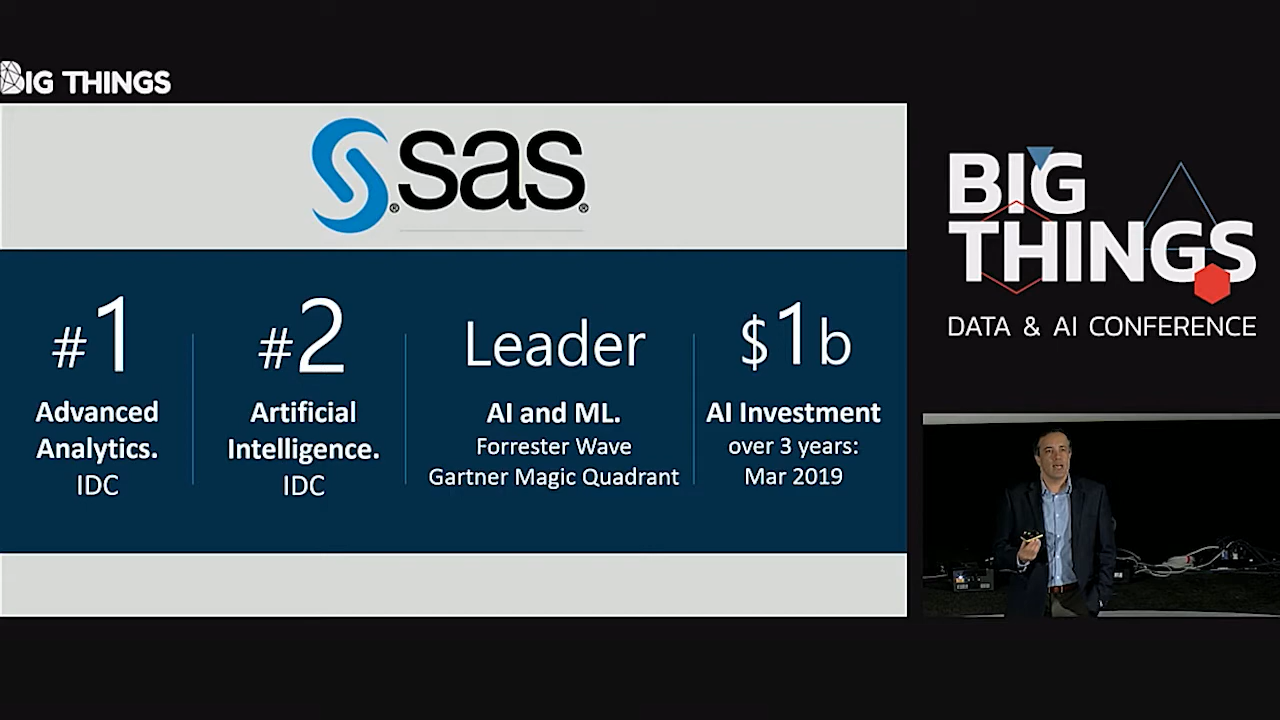 BIG THINGS
sas
#1
Advanced
Analytics.
IDC
#2
Artificial
Intelligence.
IDC
Leader
AI and ML.
Forrester Wave
Gartner Magic Quadrant
$1b
AI Investment
over 3 years:
Mar 2019
BIG
THINGS
DATA & AI CONFERENCE